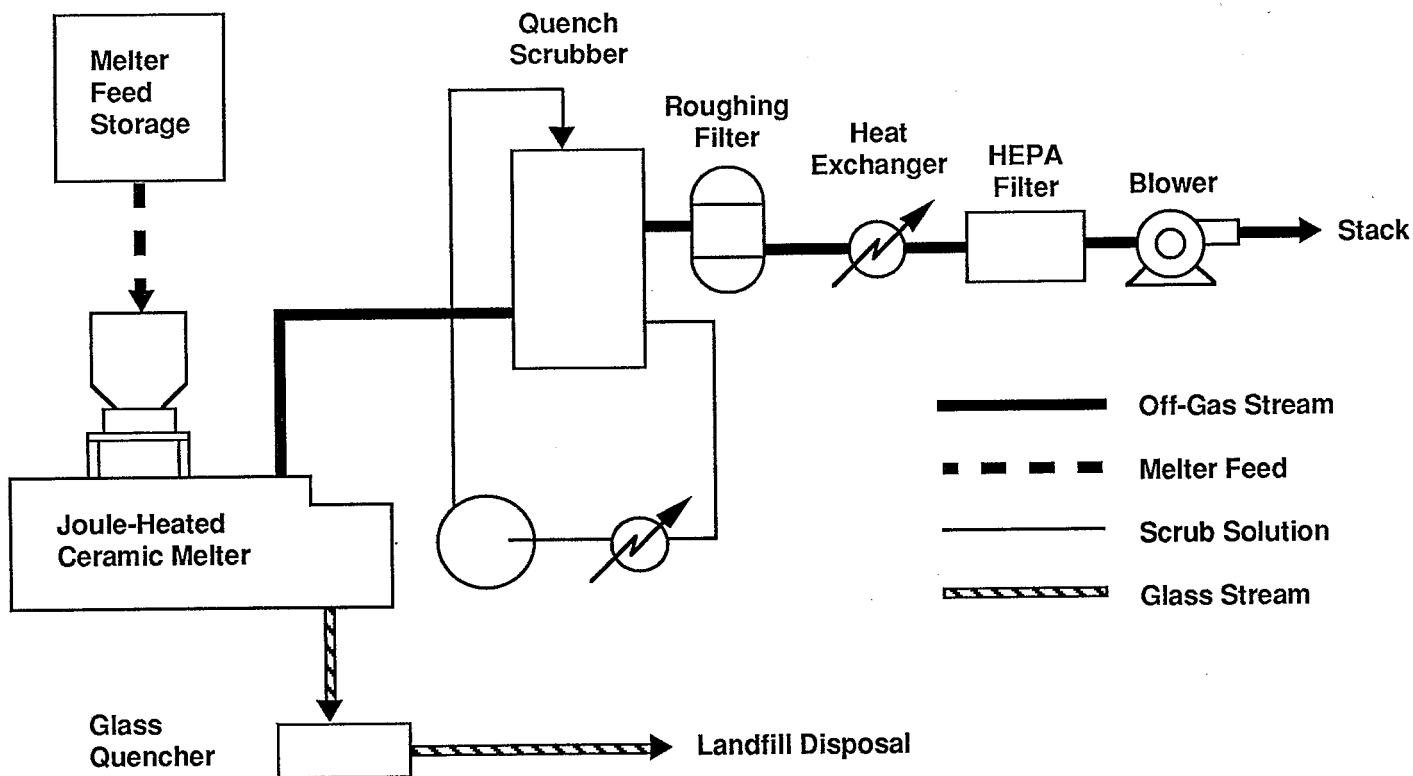 Melter
Feed
Storage
Quench
Scrubber
Roughing
Filter
Heat
Exchanger
HEPA
Filter
Blower
Stack
Joule-Heated
Ceramic Melter
Off-Gas Stream
Melter Feed
Scrub Solution
Glass Stream
Glass
Quencher
Landfill Disposal